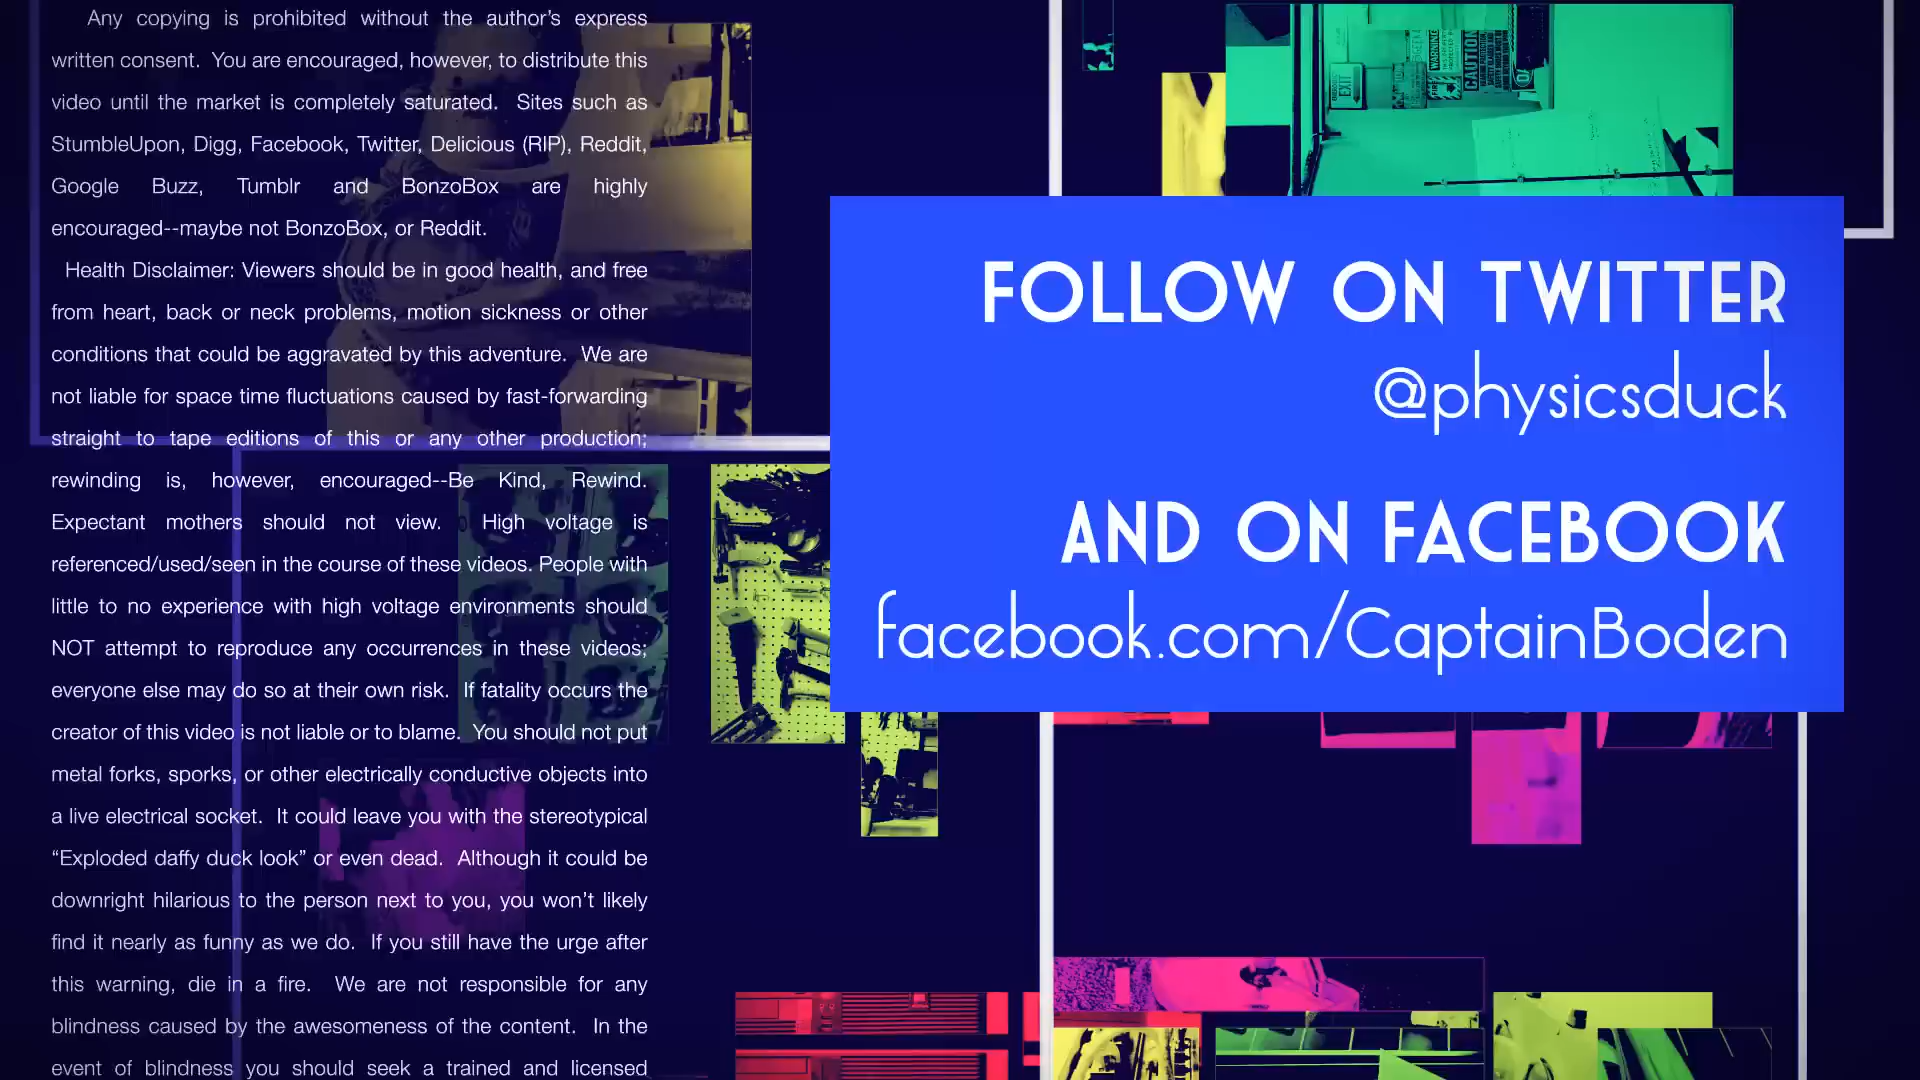 Any copying is prohibited without the author’s express
written consent.  You are encouraged, however, to distribute this
video until the market is completely saturated.  Sites such as
StumbleUpon, Digg, Facebook, Twitter, Delicious (RIP), Reddit,
Google Buzz, Tumblr and BonzoBox are highly
encouraged--maybe not BonzoBox, or Reddit.
Health Disclaimer: Viewers should be in good health, and free
from heart, back or neck problems, motion sickness or other
conditions that could be aggravated by this adventure.  We are
not liable for space time fluctuations caused by fast-forwarding
straight to tape editions of this or any other production;
rewinding is, however, encouraged--Be Kind, Rewind.
Expectant mothers should not view.  High voltage is
referenced/used/seen in the course of these videos. People with
little to no experience with high voltage environments should
NOT attempt to reproduce any occurrences in these videos;
everyone else may do so at their own risk.  If fatality occurs the
creator of this video is not liable or to blame.  You should not put
metal forks, sporks, or other electrically conductive objects into
a live electrical socket.  It could leave you with the stereotypical
“Exploded daffy duck look” or even dead.  Although it could be
downright hilarious to the person next to you, you won’t likely
find it nearly as funny as we do.  If you still have the urge after
this warning, die in a fire.  We are not responsible for any
blindness caused by the awesomeness of the content.  In the
event of blindness you should seek a trained and licensed
EXIT
WARNING
CAUTION
FOLLOW ON TWITTER
@physicsduck
AND ON FACEBOOK
facebook.com/CaptainBoden